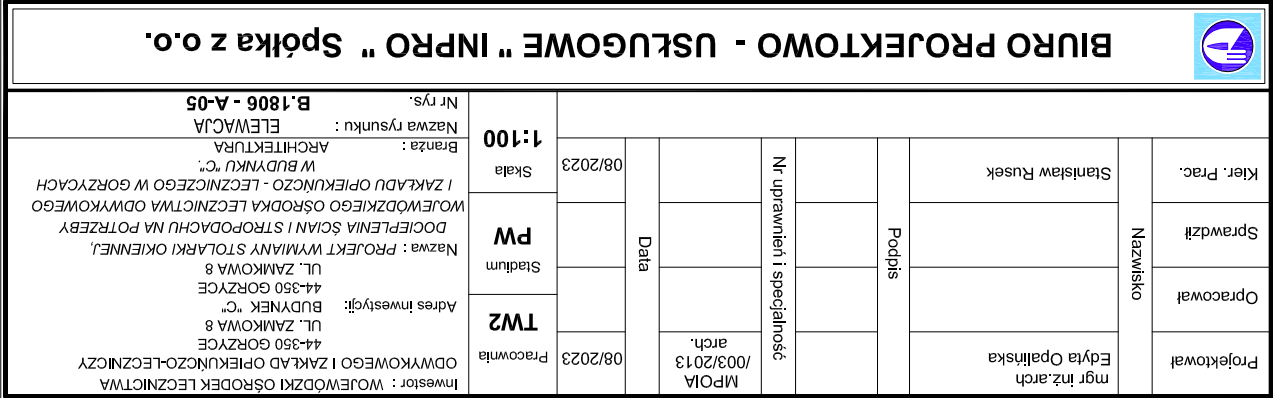 Inwestor : WOJEWÓDZKI OŚRODEK LECZNICTWA
ODWYKOWEGO I ZAKŁAD OPIEKUŃCZO-LECZNICZY
44-350 GORZYCE
UL. ZAMKOWA 8
Adres inwestycji: BUDYNEK "C"
44-350 GORZYCE
UL. ZAMKOWA 8
Nazwa : PROJEKT WYMIANY STOLARKI OKIENNEJ,
DOCIEPLENIA ŚCIAN I STROPODACHU NA POTRZEBY
WOJEWÓDZKIEGO OŚRODKA LECZNICTWA ODWYKOWEGO
I ZAKŁADU OPIEKUŃCZO - LECZNICZEGO W GORZYCACH
W BUDYNKU "C".
Branża : ARCHITEKTURA
Nazwa rysunku : ELEWACJA
Nr rys. B.1806 - A-05
Pracownia
TW2
Stadium
PW
Skala
1:100
Projektował
mgr inż.arch.
Edyta Opalińska
MPOIA
/003/2013/
arch.
08/2023
Opracował
Sprawdził
Kier. Prac.
Stanisław Rusek
08/2023
Nazwisko
Podpis
Nr uprawnień i specjalność
Data
BIURO PROJEKTOWO - USŁUGOWE " INPRO " Spółka z o.o.